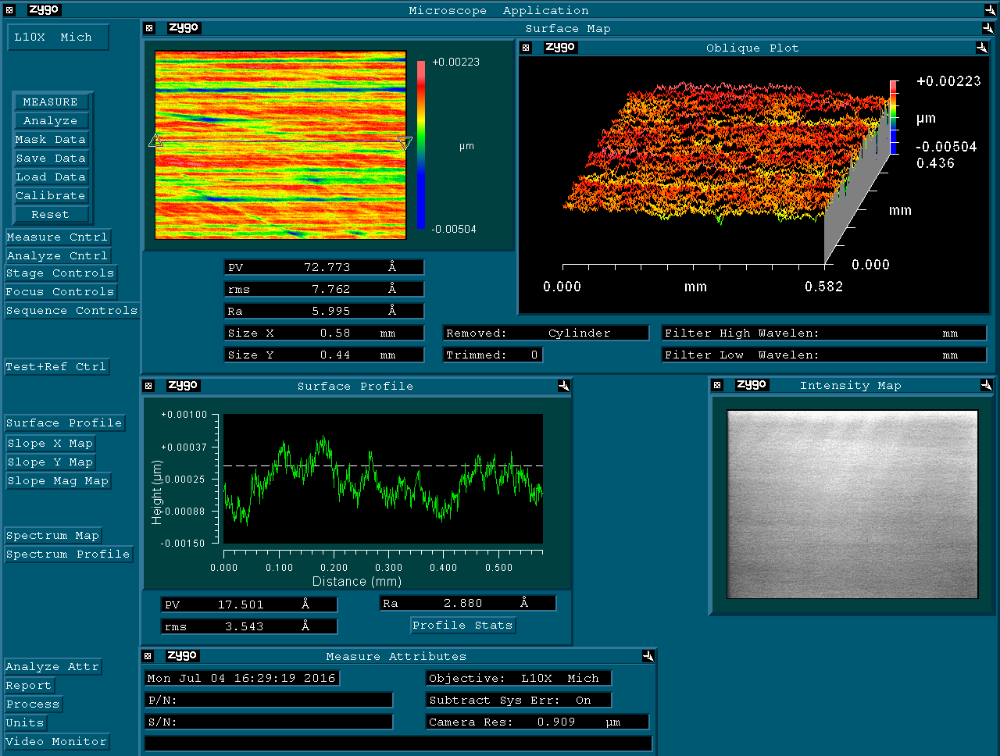 zygo Microscope Application
L10X Mich
MEASURE
Analyze
Mask Data
Save Data
Load Data
Calibrate
Reset
Measure Cntrl
Analyze Cntrl
Stage Controls
Focus Controls
Sequence Controls
Test+Ref Ctrl
Surface Profile
Slope X Map
Slope Y Map
Slope Mag Map
Spectrum Map
Spectrum Profile
Analyze Attr
Report
Process
Units
Video Monitor
zygo Surface Map
+0.00223
µm
-0.00504
zygo Oblique Plot
+0.00223
µm
-0.00504
0.436
mm
0.000
0.000 mm 0.582
PV 72.773 Å
rms 7.762 Å
Ra 5.995 Å
Size X 0.58 mm
Size Y 0.44 mm
Removed: Cylinder
Trimmed: 0
Filter High Wavelen: mm
Filter Low Wavelen: mm
zygo Surface Profile
+0.00100
+0.00037
-0.00025
-0.00088
-0.00150
Height (µm)
0.000 0.100 0.200 0.300 0.400 0.500
Distance (mm)
PV 17.501 Å
rms 3.543 Å
Ra 2.880 Å
Profile Stats
zygo Intensity Map
zygo Measure Attributes
Mon Jul 04 16:29:19 2016
P/N:
S/N:
Objective: L10X Mich
Subtract Sys Err: On
Camera Res: 0.909 µm